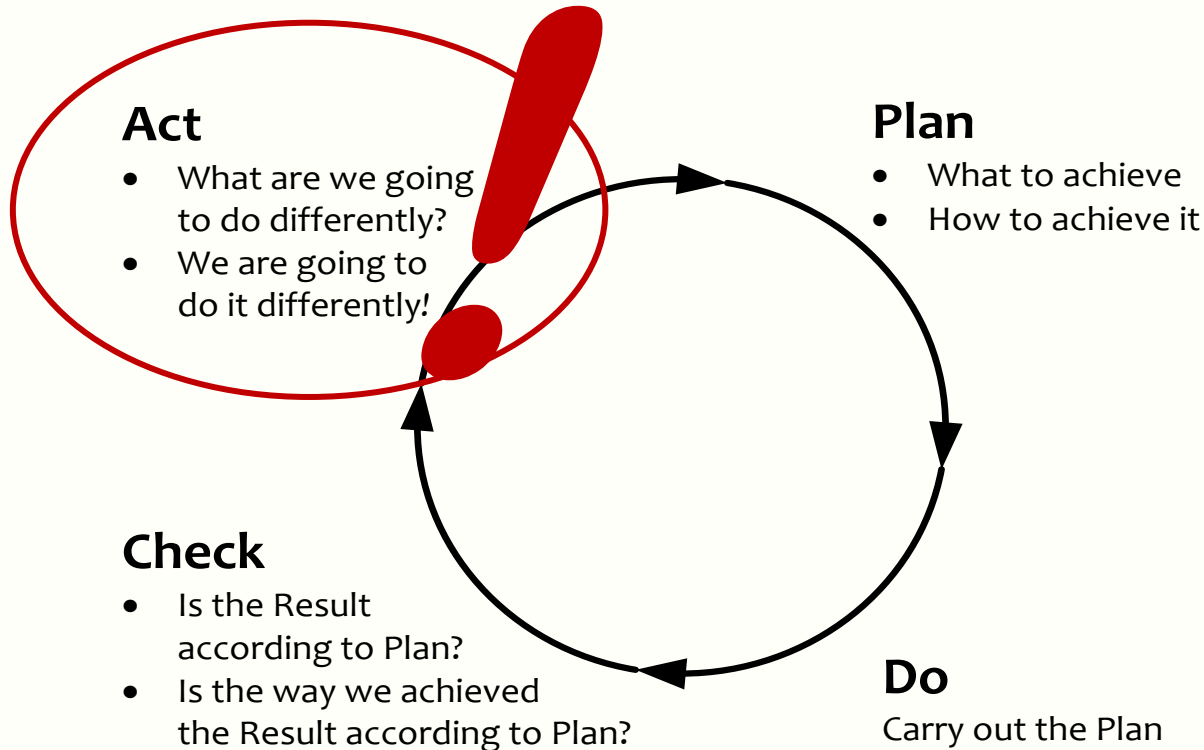 Act
• What are we going
to do differently?
• We are going to
do it differently!
Plan
• What to achieve
• How to achieve it
Check
• Is the Result
according to Plan?
• Is the way we achieved
the Result according to Plan?
Do
Carry out the Plan